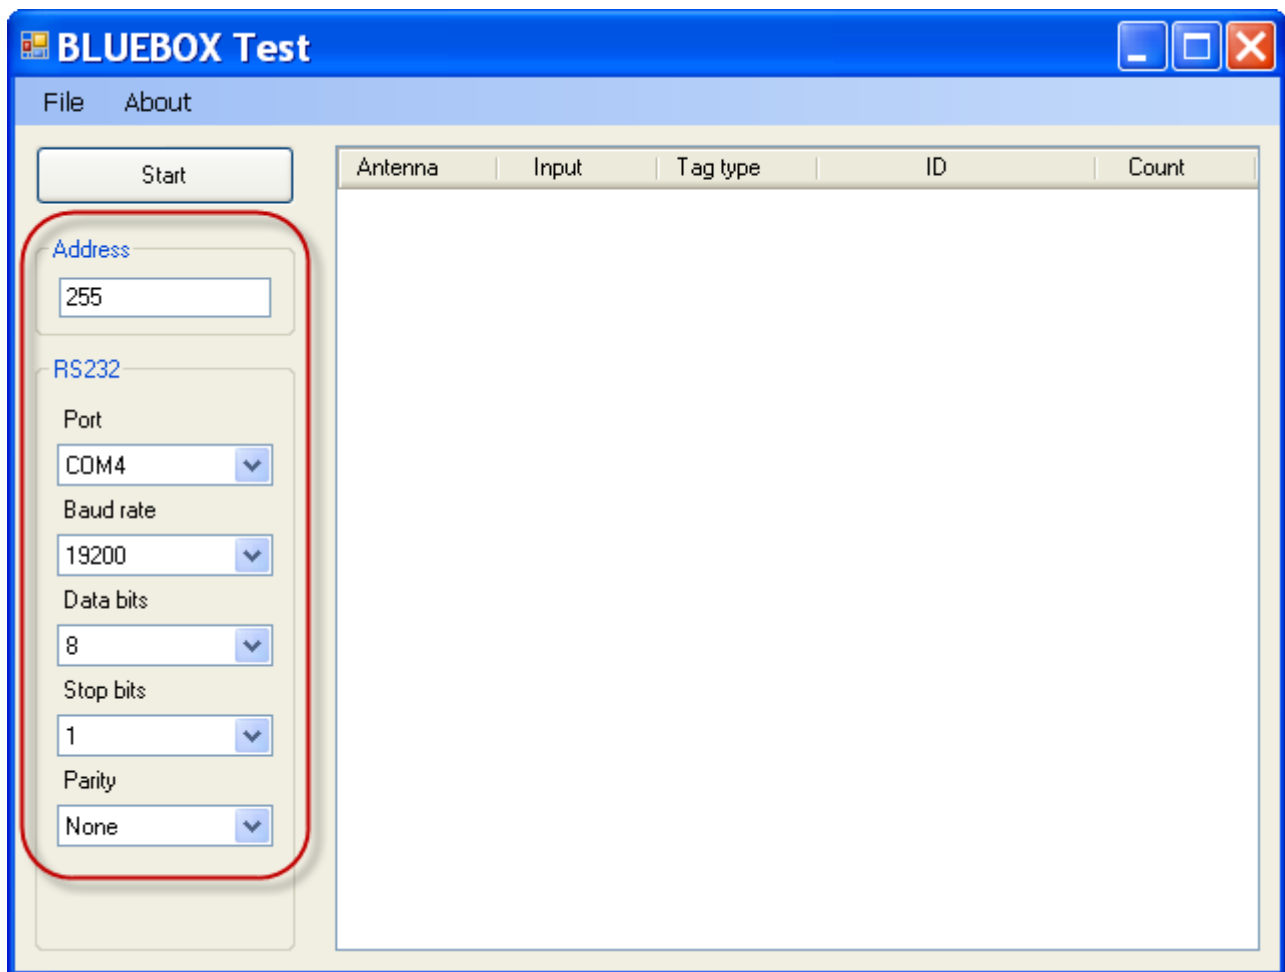 BLUEBOX Test
File About
Start
Antenna Input Tag type ID Count
Address
255
RS232
Port
COM4
Baud rate
19200
Data bits
8
Stop bits
1
Parity
None